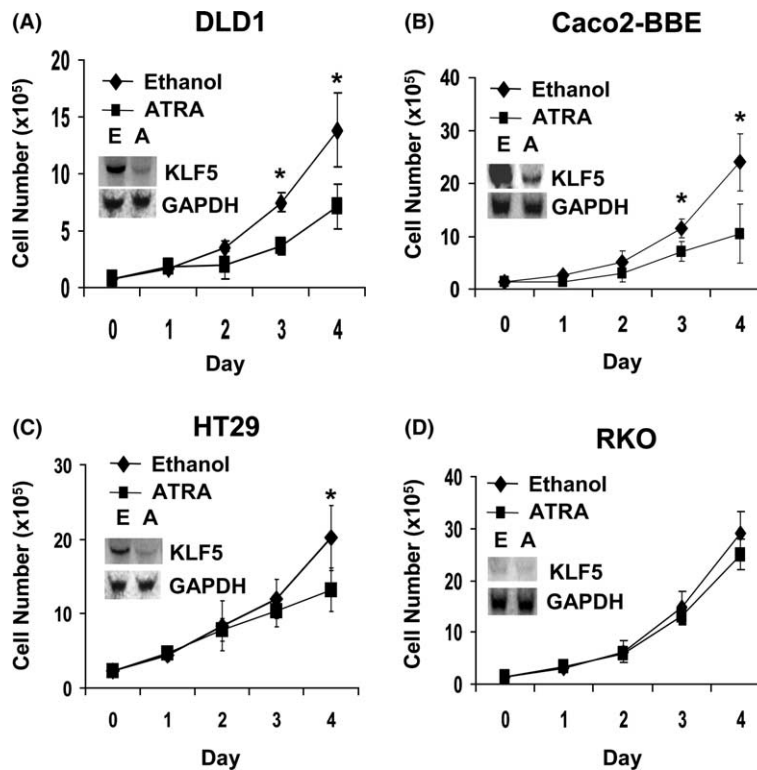 (A) DLD1
20
15
10
5
0
Cell Number (x10⁵)
Ethanol
ATRA
E A
KLF5
GAPDH
*
*
0 1 2 3 4
Day
(B) Caco2-BBE
40
30
20
10
0
Cell Number (x10⁵)
Ethanol
ATRA
E A
KLF5
GAPDH
*
*
0 1 2 3 4
Day
(C) HT29
30
20
10
0
Cell Number (x10⁵)
Ethanol
ATRA
E A
KLF5
GAPDH
*
0 1 2 3 4
Day
(D) RKO
40
30
20
10
0
Cell Number (x10⁵)
Ethanol
ATRA
E A
KLF5
GAPDH
0 1 2 3 4
Day